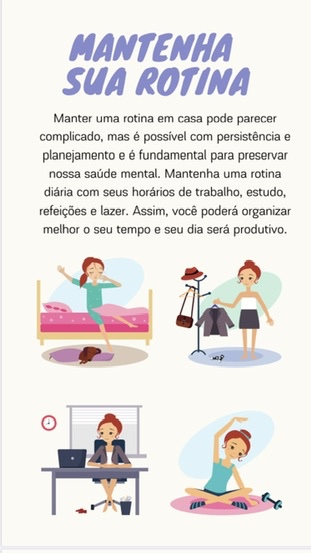 MANTENHA
SUA ROTINA
Manter uma rotina em casa pode parecer
complicado, mas é possível com persistência e
planejamento e é fundamental para preservar
nossa saúde mental. Mantenha uma rotina
diária com seus horários de trabalho, estudo,
refeições e lazer. Assim, você poderá organizar
melhor o seu tempo e seu dia será produtivo.